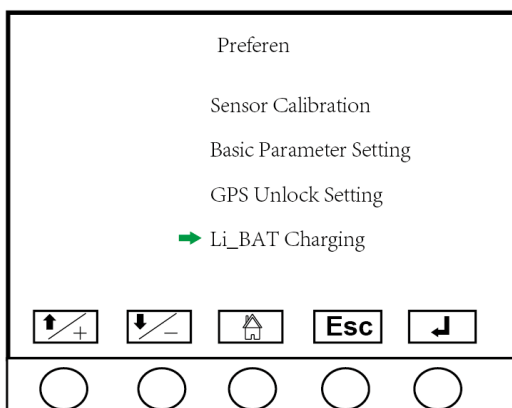 Preferen
Sensor Calibration
Basic Parameter Setting
GPS Unlock Setting
Li_BAT Charging
+ - Esc